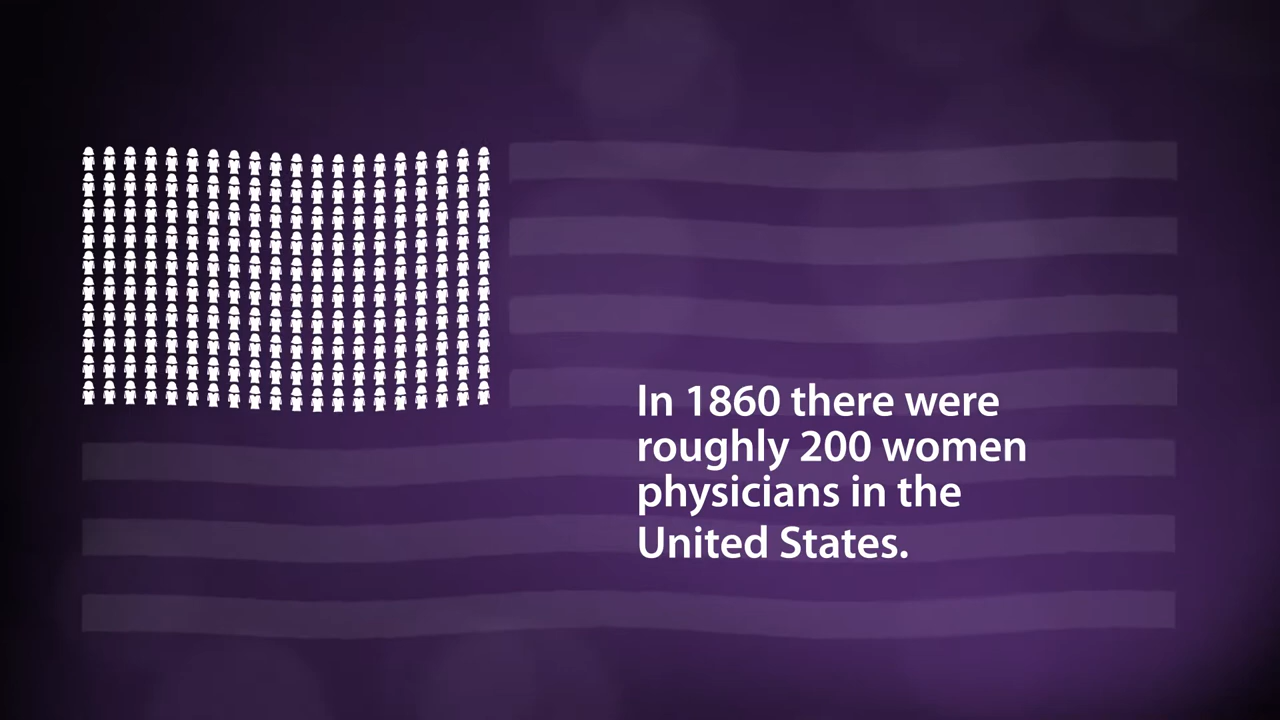 In 1860 there were
roughly 200 women
physicians in the
United States.